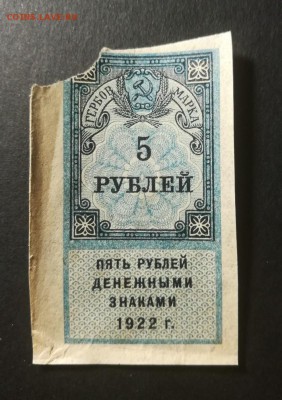 ГЕРБОВ. МАРКА.
5
РУБЛЕЙ
ПЯТЬ РУБЛЕЙ
ДЕНЕЖНЫМИ
ЗНАКАМИ
1922 г.